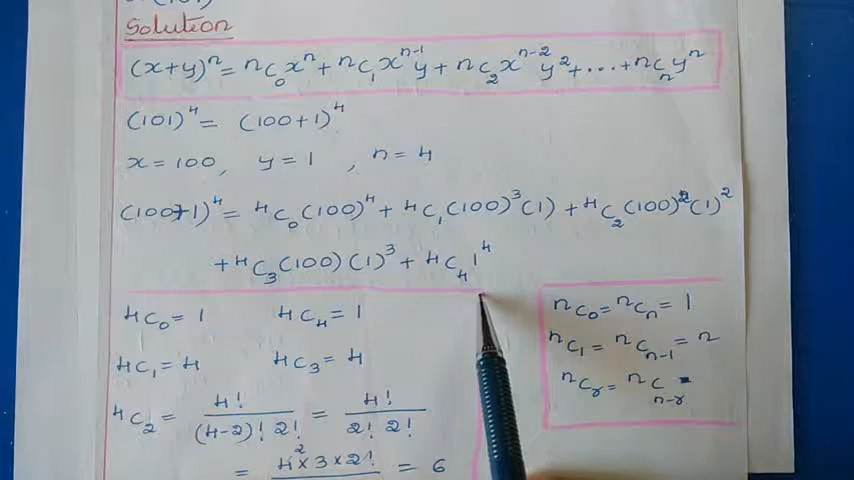 (101)
Solution
(x+y)ⁿ = ⁿC₀xⁿ + ⁿC₁xⁿ⁻¹y + ⁿC₂xⁿ⁻²y² + ... + ⁿCₙyⁿ
(101)⁴ = (100+1)⁴
x = 100, y = 1, n = 4
(100+1)⁴ = ⁴C₀(100)⁴ + ⁴C₁(100)³(1) + ⁴C₂(100)²(1)²
+ ⁴C₃(100)(1)³ + ⁴C₄1⁴
4C₀ = 1 4C₄ = 1
4C₁ = 4 4C₃ = 4
⁴C₂ = 4!/(4-2)! 2! = 4!/2! 2!
= 4² × 3 × 2! = 6
ⁿC₀ = ⁿCₙ = 1
ⁿC₁ = ⁿCₙ₋₁ = n
ⁿCᵣ = ⁿCₙ₋ᵣ